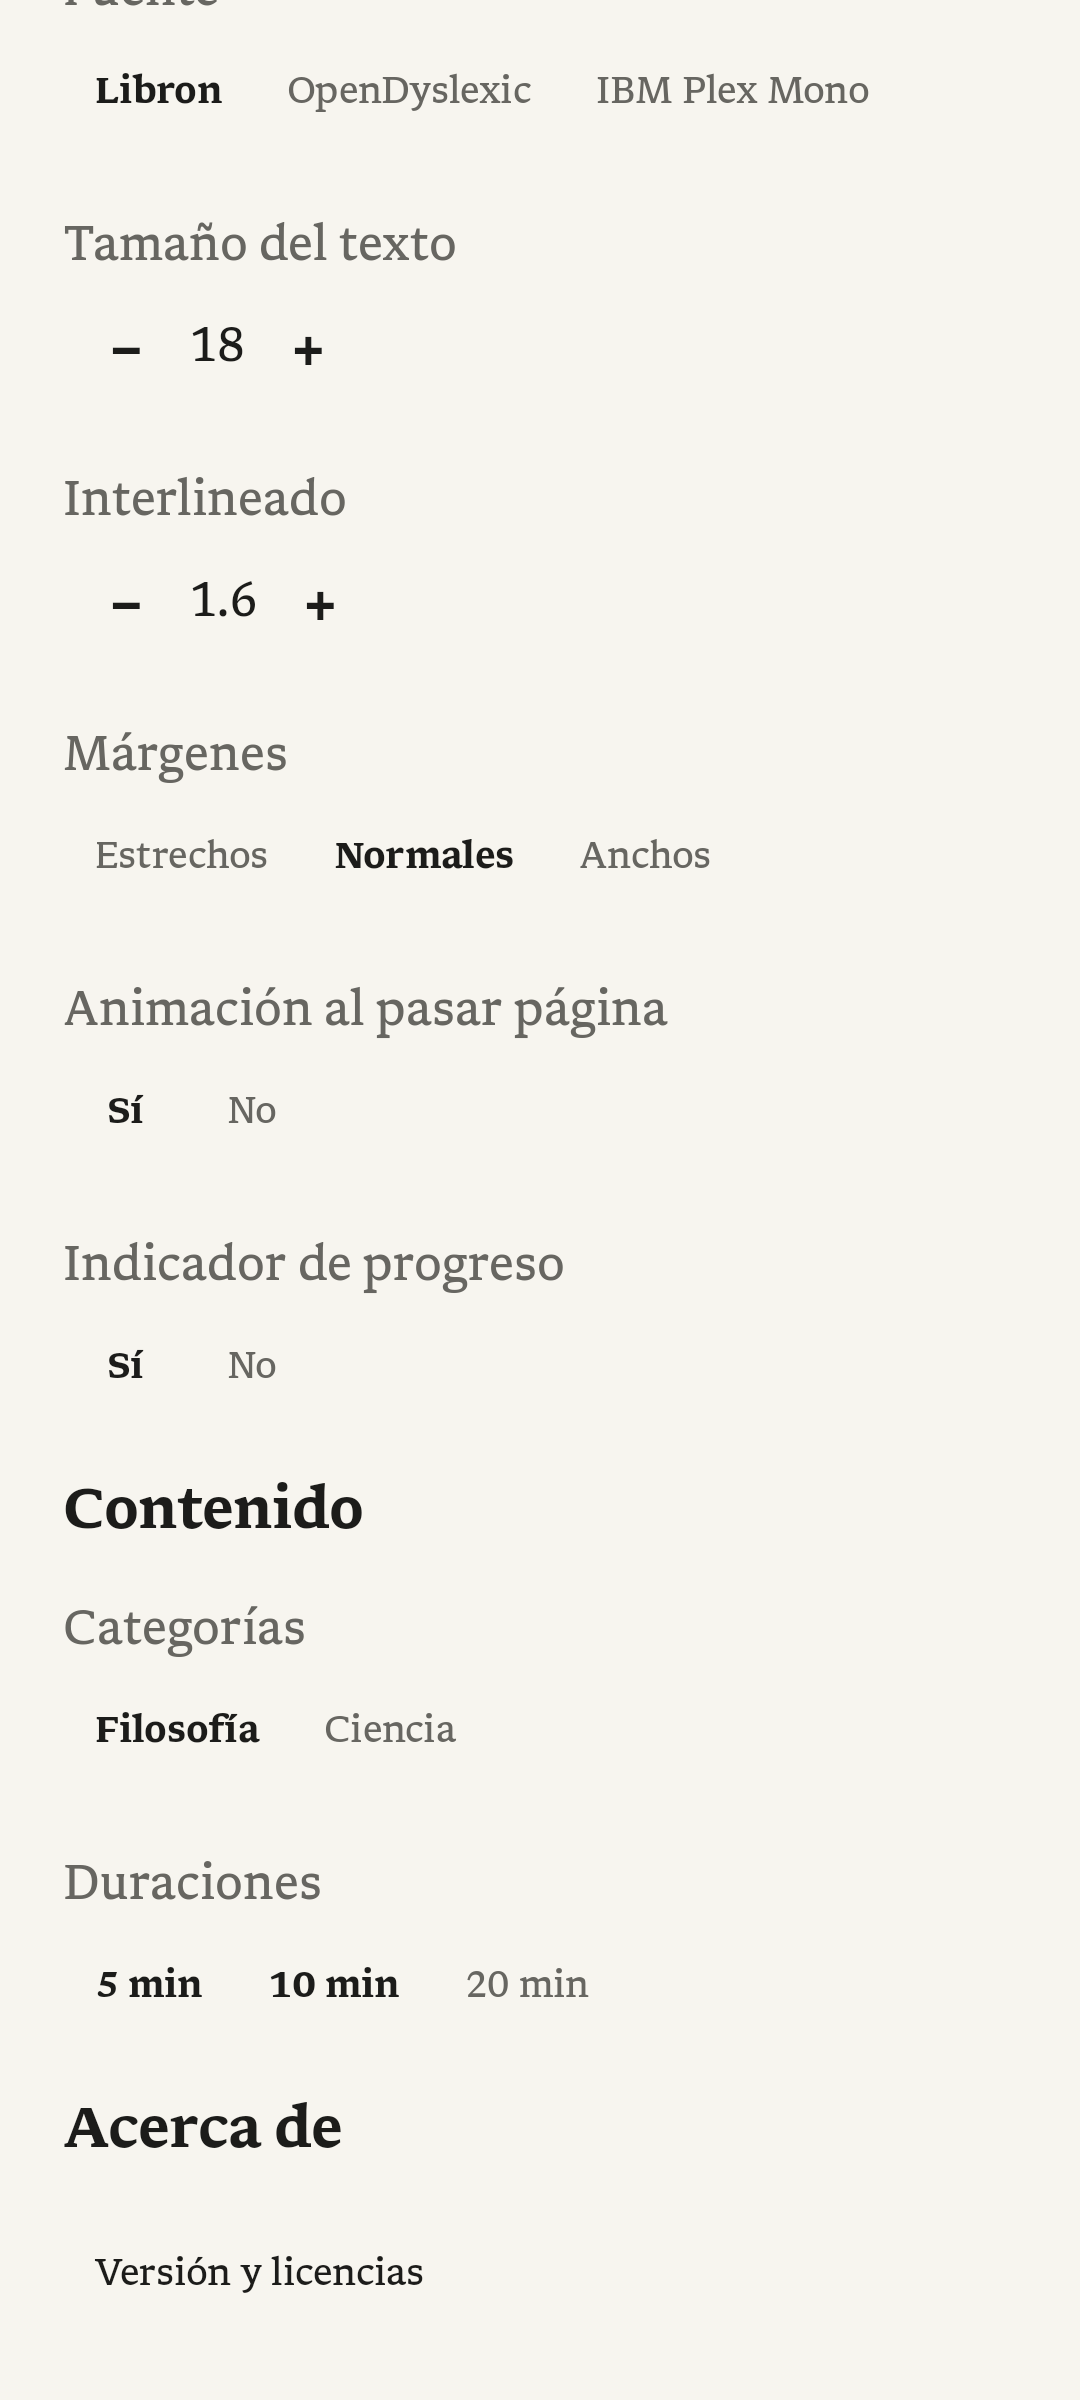 Fuente
Libron OpenDyslexic IBM Plex Mono
Tamaño del texto
– 18 +
Interlineado
– 1.6 +
Márgenes
Estrechos Normales Anchos
Animación al pasar página
Sí No
Indicador de progreso
Sí No
Contenido
Categorías
Filosofía Ciencia
Duraciones
5 min 10 min 20 min
Acerca de
Versión y licencias